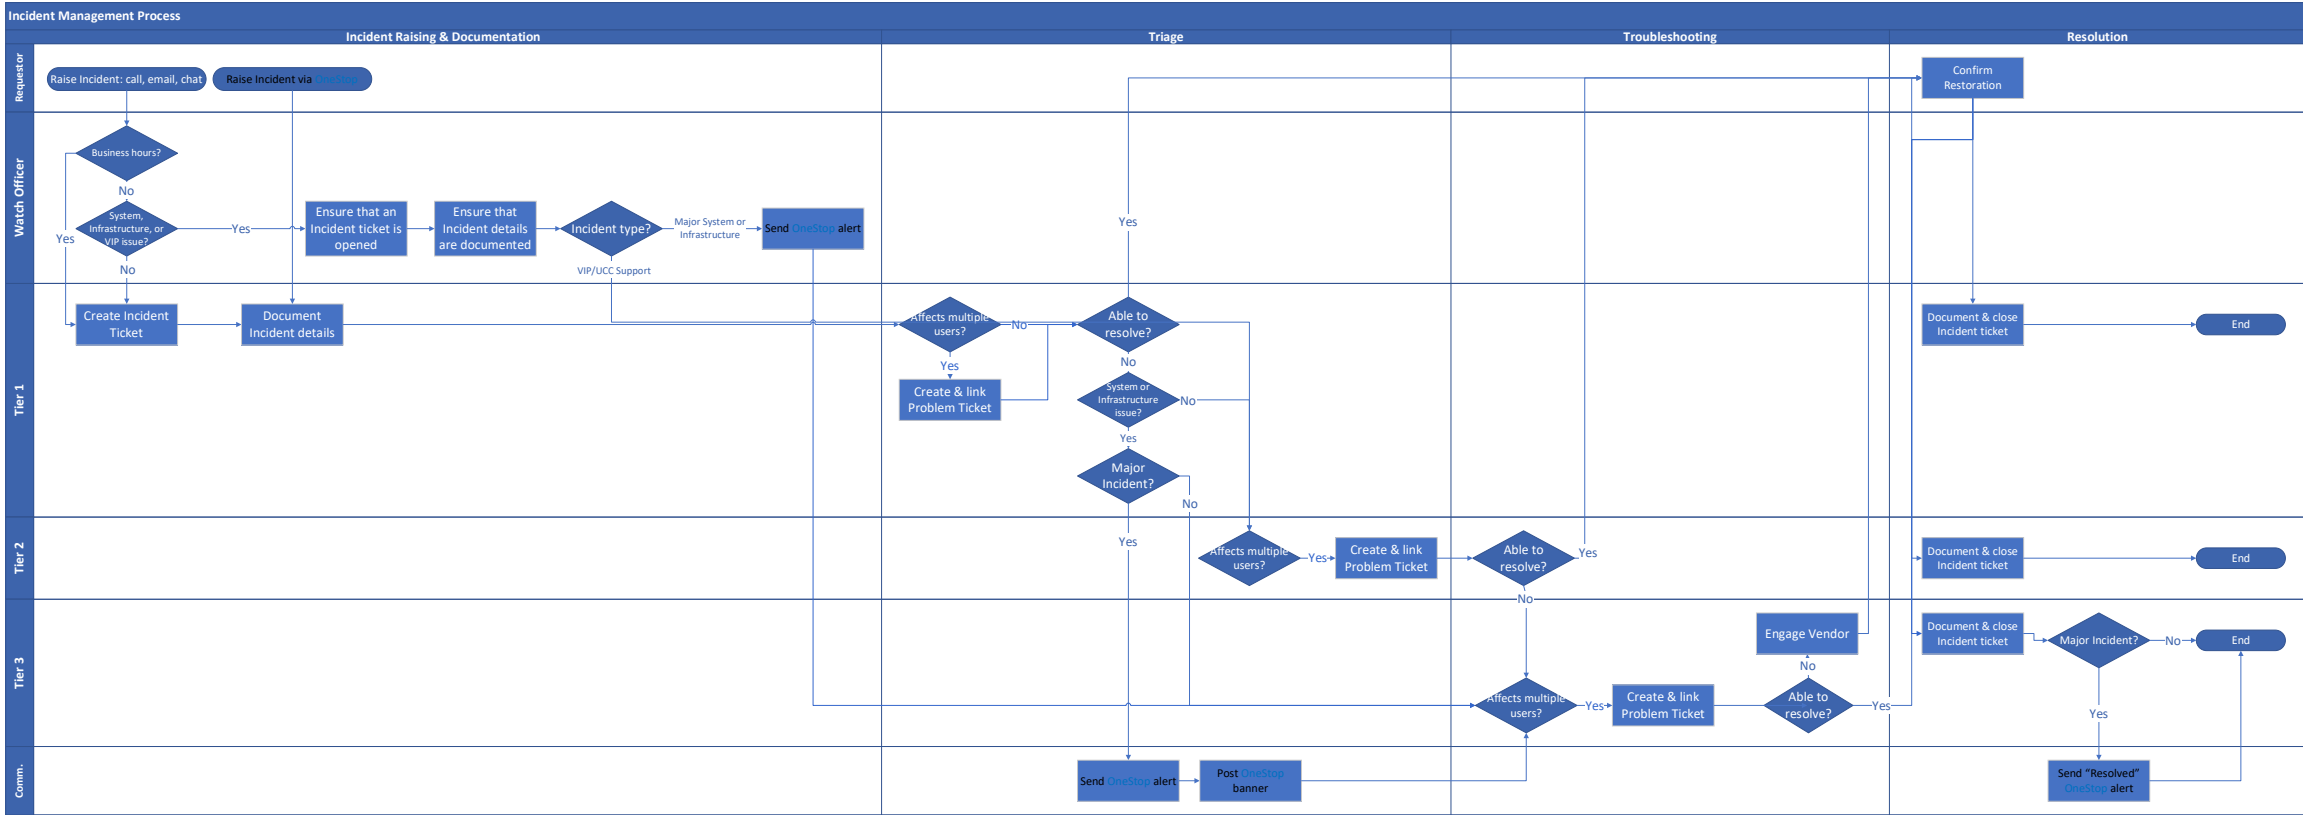 Incident Management Process
Incident Raising & Documentation
Triage
Troubleshooting
Resolution
Requestor
Raise Incident: call, email, chat
Raise Incident via OneStop
Confirm
Restoration
Watch Officer
Business hours?
No
System,
Infrastructure, or
VIP issue?
Yes
Yes
No
Ensure that an
Incident ticket is
opened
Ensure that
Incident details
are documented
Incident type?
Major System or
Infrastructure
VIP/UCC Support
Send OneStop alert
Yes
Tier 1
Create Incident
Ticket
Document
Incident details
Affects multiple
users?
No
Yes
Create & link
Problem Ticket
Able to
resolve?
No
System or
Infrastructure
issue?
No
Yes
Major
Incident?
No
Document & close
Incident ticket
End
Tier 2
Yes
Affects multiple
users?
Yes
Create & link
Problem Ticket
Able to
resolve?
Yes
No
Document & close
Incident ticket
End
Tier 3
Affects multiple
users?
Yes
Create & link
Problem Ticket
Engage Vendor
No
Able to
resolve?
Yes
Document & close
Incident ticket
Major Incident?
No
End
Yes
Comm.
Send OneStop alert
Post OneStop
banner
Send “Resolved”
OneStop alert